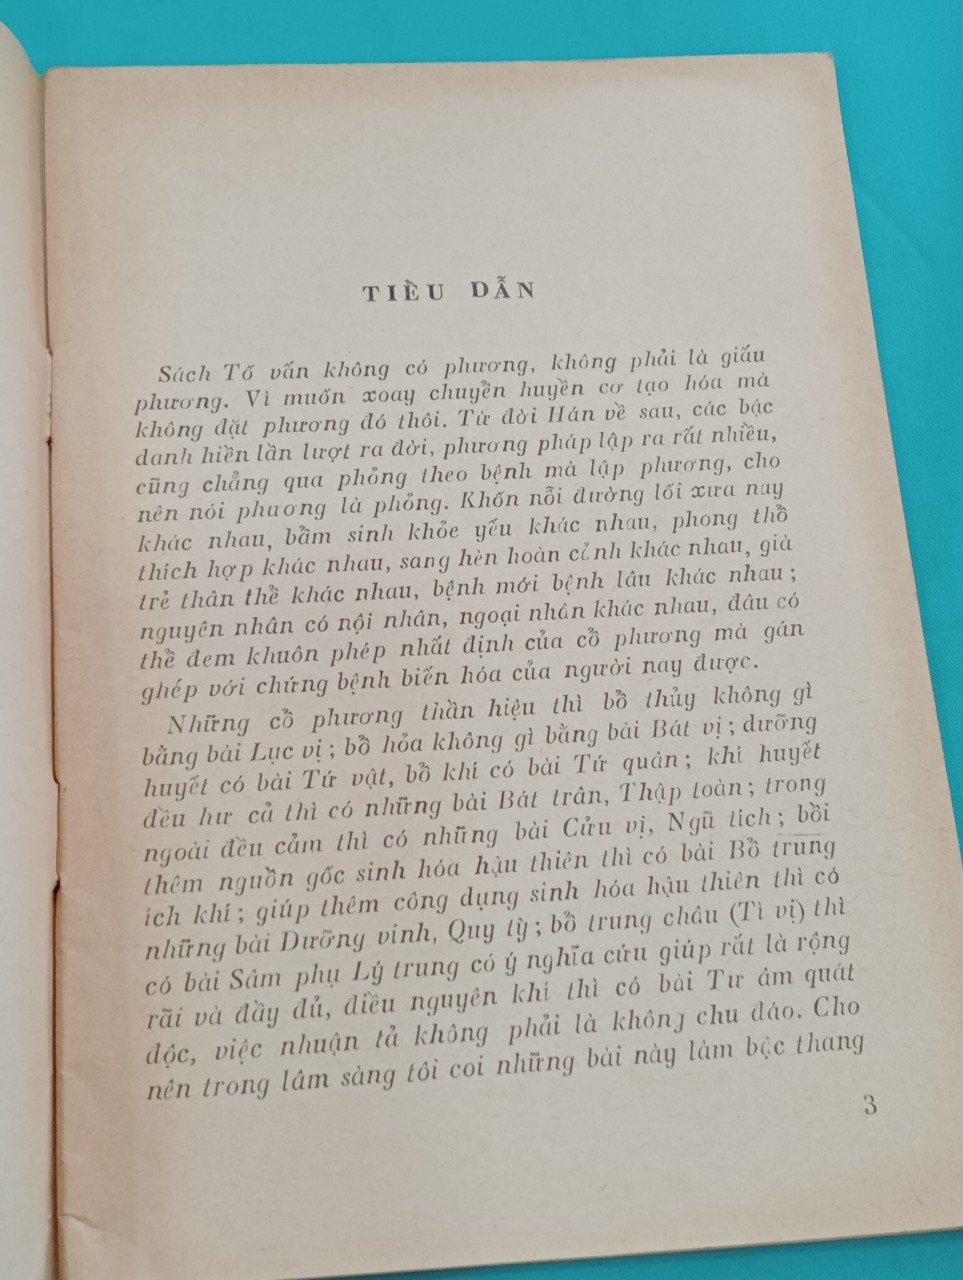 TIỀU DẪN
Sách Tố vấn không có phương, không phải là giấu
phương. Vì muốn xoay chuyển huyền cơ tạo hóa mà
không đặt phương đó thôi. Từ đời Hán về sau, các bậc
danh hiền lần lượt ra đời, phương pháp lập ra rất nhiều,
cũng chẳng qua phỏng theo bệnh mà lập phương, cho
nên nói phương là phỏng. Khốn nỗi đường lối xưa nay
khác nhau, bẩm sinh khỏe yếu khác nhau, phong thổ
thích hợp khác nhau, sang hèn hoàn cảnh khác nhau, già
trẻ thân thể khác nhau, bệnh mới bệnh lâu khác nhau ;
nguyên nhân có nội nhân, ngoại nhân khác nhau, đâu có
thể đem khuôn phép nhất định của cổ phương mà gán
ghép với chứng bệnh biến hóa của người nay được.
Những cổ phương thần hiệu thì bổ thủy không gì
bằng bài Lục vị ; bổ hỏa không gì bằng bài Bát vị ; dưỡng
huyết có bài Tứ vật, bổ khí có bài Tứ quân ; khí huyết
đều hư cả thì có những bài Bát trân, Thập toàn ; trong
ngoài đều cảm thì có những bài Cửu vị, Ngũ tích ; bồi
thêm nguồn gốc sinh hóa hậu thiên thì có bài Bổ trung
ích khí ; giúp thêm công dụng sinh hóa hậu thiên thì có
những bài Dưỡng vinh, Quy tỳ ; bổ trung châu (Tì vị) thì
có bài Sâm phụ Lý trung có ý nghĩa cứu giúp rất là rộng
rãi và đầy đủ, điều nguyên khí thì có bài Tư âm quát
dộc, việc nhuận tả không phải là không chu đáo. Cho
nên trong lâm sàng tôi coi những bài này làm bậc thang
3